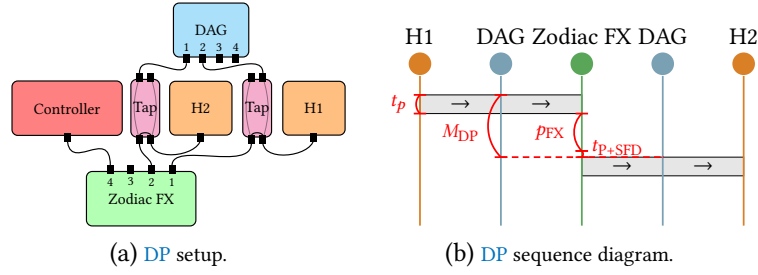 DAG
1 2 3 4
Controller
Tap
H2
Tap
H1
4 3 2 1
Zodiac FX
(a) DP setup.
H1 DAG Zodiac FX DAG H2
t_p → →
M_DP p_FX
t_P+SFD
→ →
(b) DP sequence diagram.